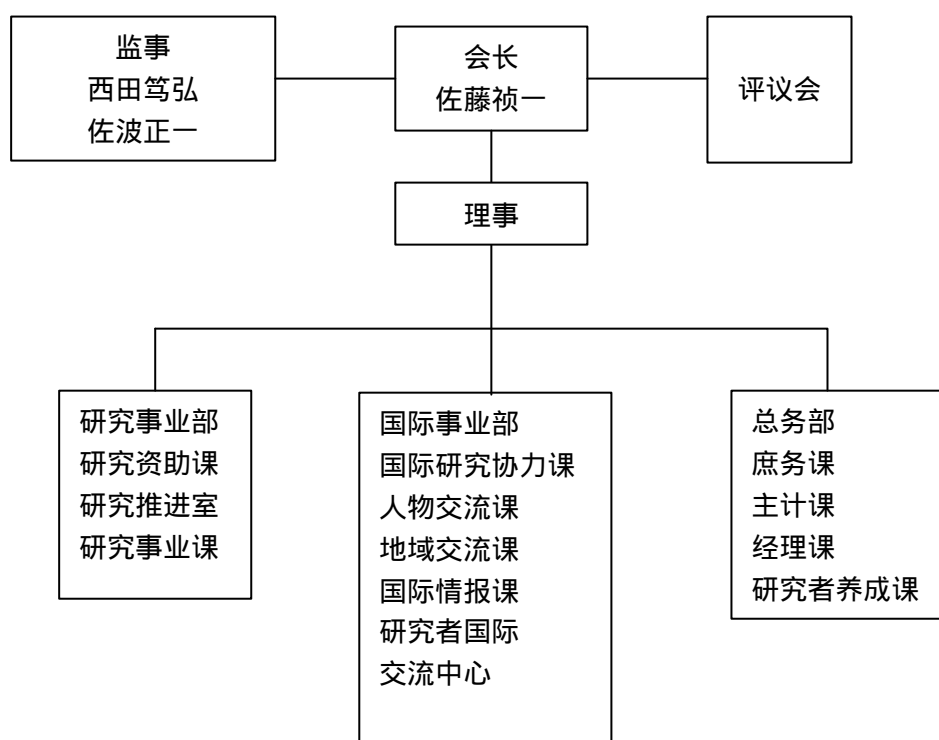 监事
西田笃弘
佐波正一
会长
佐藤祯一
评议会
理事
研究事业部
研究资助课
研究推进室
研究事业课
国际事业部
国际研究协力课
人物交流课
地域交流课
国际情报课
研究者国际
交流中心
总务部
庶务课
主计课
经理课
研究者养成课